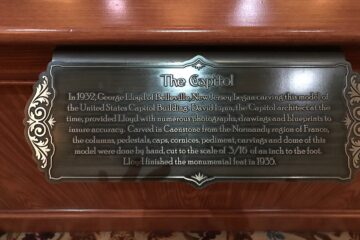 The Capitol
In 1932, George Lloyd of Belleville, New Jersey began carving this model of
the United States Capitol Building. David Lynn, the Capitol architect at the
time, provided Lloyd with numerous photographs, drawings and blueprints to
insure accuracy. Carved in Caenstone from the Normandy region of France,
the columns, pedestals, caps, cornices, pediment, carvings and dome of this
model were done by hand, cut to the scale of 3/16 of an inch to the foot.
Lloyd finished the monumental feat in 1935.